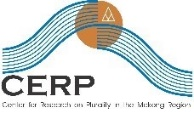 CERP
Center for Research on Plurality in the Mekong Region